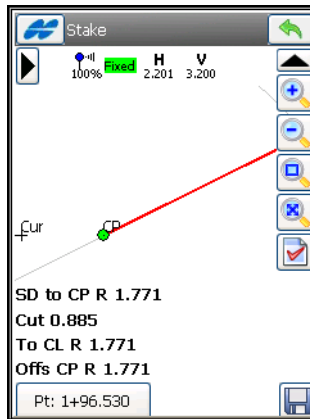 Stake
H V
100% Fixed 2.201 3.200
Cur
CP
SD to CP R 1.771
Cut 0.885
To CL R 1.771
Offs CP R 1.771
Pt: 1+96.530